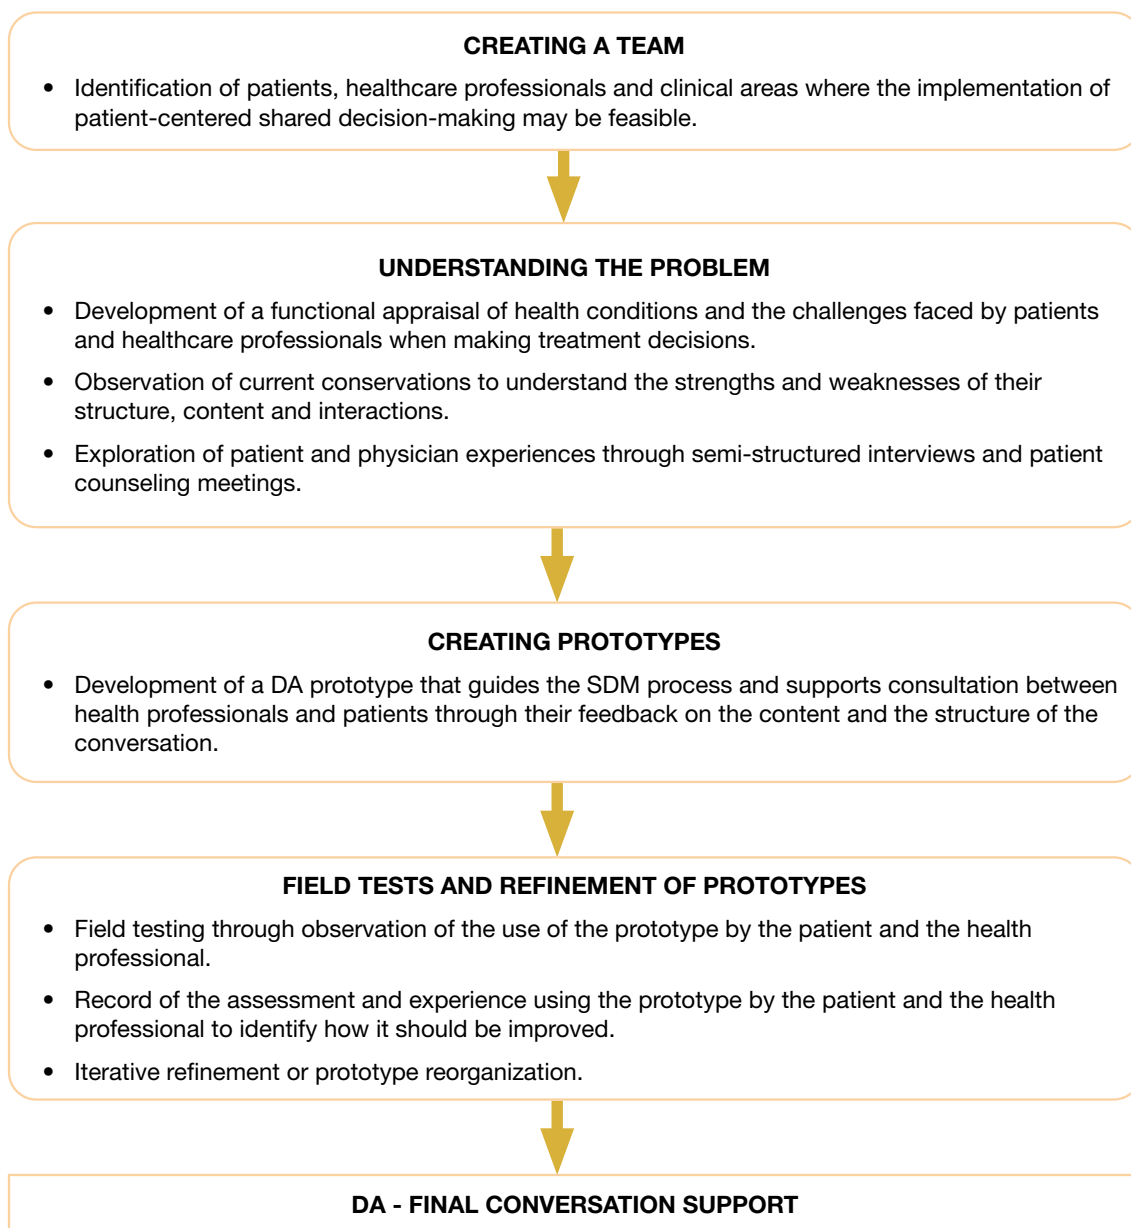 CREATING A TEAM
• Identification of patients, healthcare professionals and clinical areas where the implementation of
patient-centered shared decision-making may be feasible.
UNDERSTANDING THE PROBLEM
• Development of a functional appraisal of health conditions and the challenges faced by patients
and healthcare professionals when making treatment decisions.
• Observation of current conservations to understand the strengths and weaknesses of their
structure, content and interactions.
• Exploration of patient and physician experiences through semi-structured interviews and patient
counseling meetings.
CREATING PROTOTYPES
• Development of a DA prototype that guides the SDM process and supports consultation between
health professionals and patients through their feedback on the content and the structure of the
conversation.
FIELD TESTS AND REFINEMENT OF PROTOTYPES
• Field testing through observation of the use of the prototype by the patient and the health
professional.
• Record of the assessment and experience using the prototype by the patient and the health
professional to identify how it should be improved.
• Iterative refinement or prototype reorganization.
DA - FINAL CONVERSATION SUPPORT